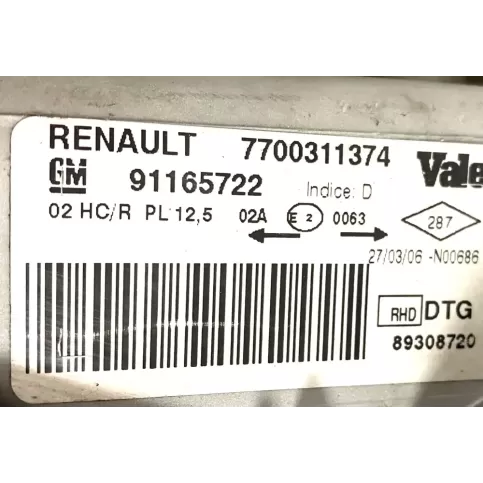 RENAULT 7700311374 Vale
GM 91165722 Indice: D
02 HC/R PL 12,5 02A E 2 0063 287
27/03/06 -N00686
RHD DTG
89308720